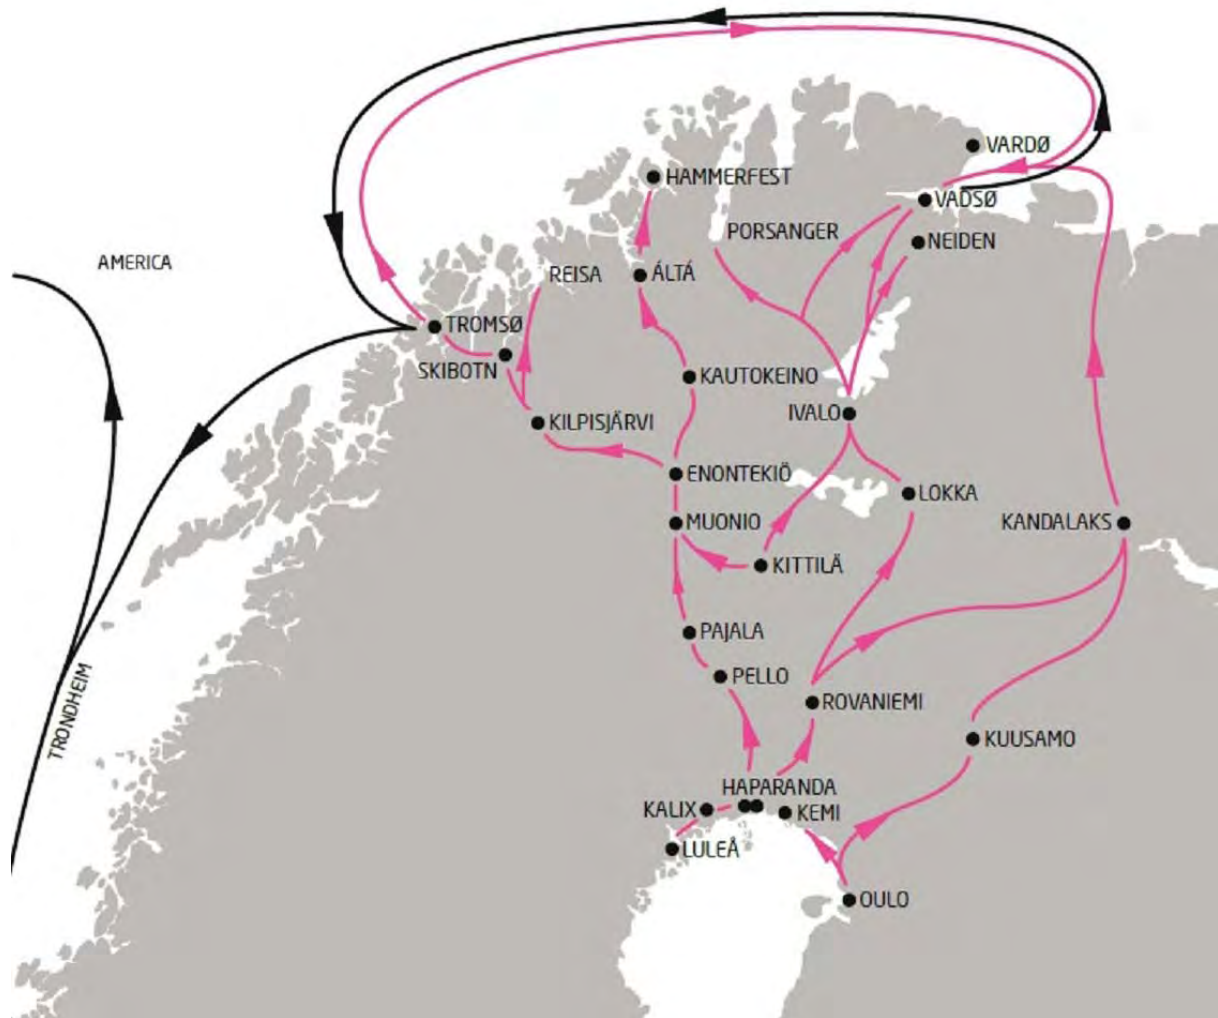 VARDØ
HAMMERFEST
VADSØ
PORSANGER
NEIDEN
AMERICA
REISA
ÁLTÁ
TROMSØ
SKIBOTN
KAUTOKEINO
IVALO
KILPISJÄRVI
ENONTEKIÖ
LOKKA
MUONIO
KANDALAKS
KITTILÄ
PAJALA
PELLO
ROVANIEMI
TRONDHEIM
KUUSAMO
HAPARANDA
KALIX
KEMI
LULEÅ
OULO